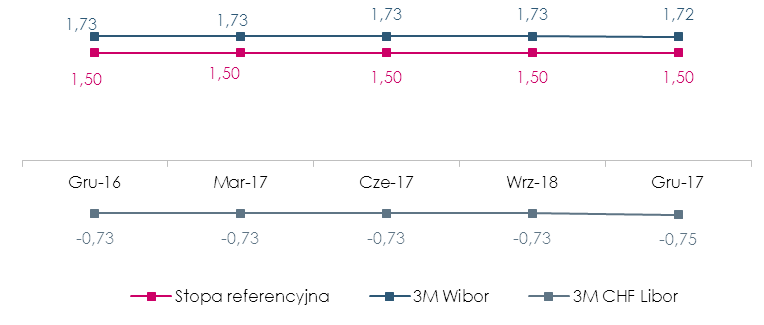 1,73 1,73 1,73 1,73 1,72
1,50 1,50 1,50 1,50 1,50
Gru-16 Mar-17 Cze-17 Wrz-18 Gru-17
-0,73 -0,73 -0,73 -0,73 -0,75
Stopa referencyjna 3M Wibor 3M CHF Libor